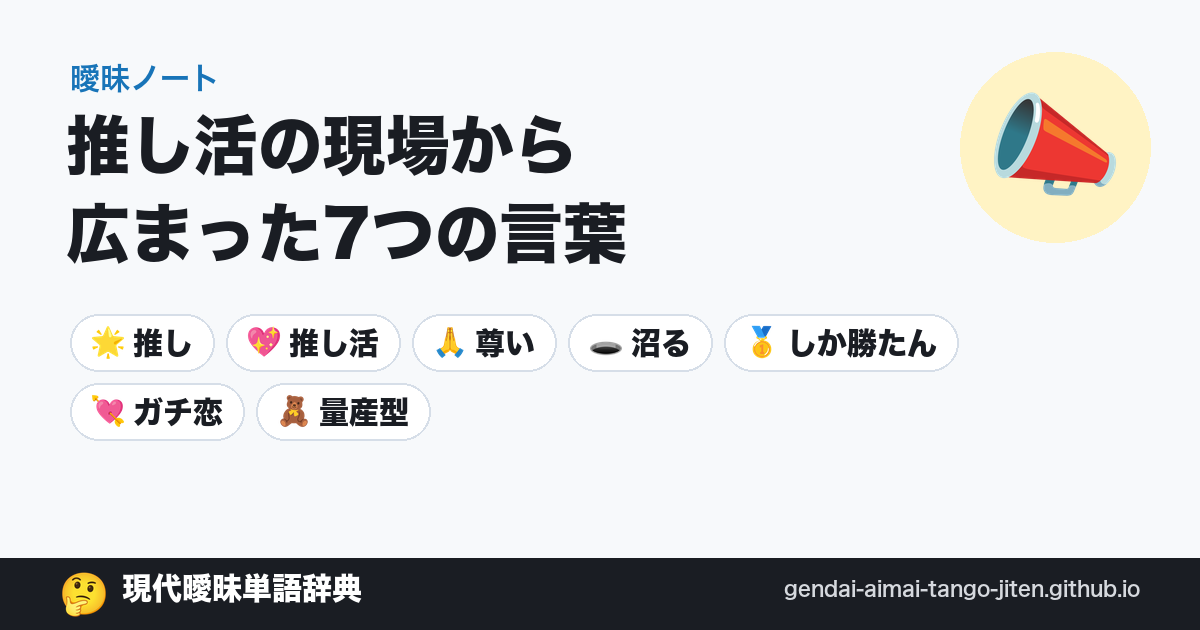 曖昧ノート
推し活の現場から
広まった7つの言葉
🌟 推し 💖 推し活 🙏 尊い 🕳️ 沼る 🥇 しか勝たん
💘 ガチ恋 🧸 量産型
🤔 現代曖昧単語辞典 gendai-aimai-tango-jiten.github.io